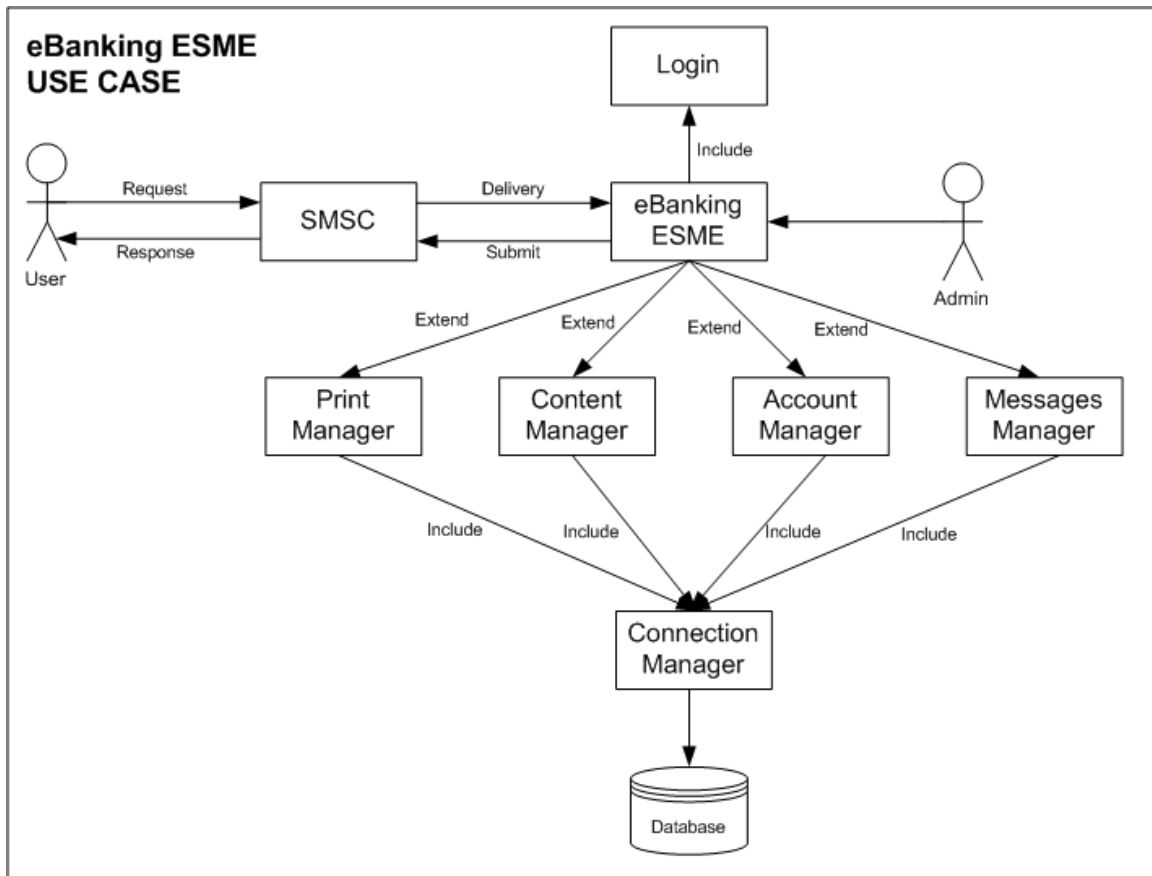 eBanking ESME
USE CASE
Login
Include
Request
Delivery
SMSC
eBanking
ESME
Response
Submit
User
Admin
Extend
Extend
Extend
Extend
Print
Manager
Content
Manager
Account
Manager
Messages
Manager
Include
Include
Include
Include
Connection
Manager
Database